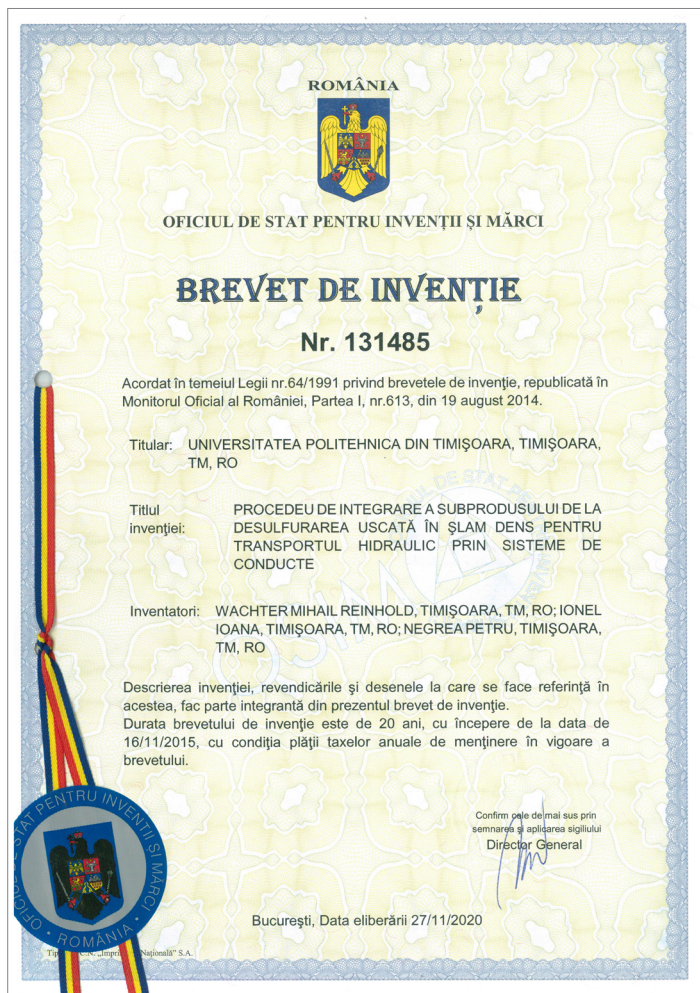 ROMÂNIA
OFICIUL DE STAT PENTRU INVENȚII ȘI MĂRCI
BREVET DE INVENȚIE
Nr. 131485
Acordat în temeiul Legii nr.64/1991 privind brevetele de invenție, republicată în
Monitorul Oficial al României, Partea I, nr.613, din 19 august 2014.
Titular: UNIVERSITATEA POLITEHNICA DIN TIMIȘOARA, TIMIȘOARA,
TM, RO
Titlul invenției: PROCEDEU DE INTEGRARE A SUBPRODUSULUI DE LA
DESULFURAREA USCATĂ ÎN ȘLAM DENS PENTRU
TRANSPORTUL HIDRAULIC PRIN SISTEME DE
CONDUCTE
Inventatori: WACHTER MIHAIL REINHOLD, TIMIȘOARA, TM, RO; IONEL
IOANA, TIMIȘOARA, TM, RO; NEGREA PETRU, TIMIȘOARA,
TM, RO
Descrierea invenției, revendicările și desenele la care se face referință în
acestea, fac parte integrantă din prezentul brevet de invenție.
Durata brevetului de invenție este de 20 ani, cu începere de la data de
16/11/2015, cu condiția plății taxelor anuale de menținere în vigoare a
brevetului.
Confirm cele de mai sus prin
semnarea și aplicarea sigiliului
Director General
București, Data eliberării 27/11/2020
OFICIUL DE STAT PENTRU INVENȚII ȘI MĂRCI
• ROMÂNIA •
Națională" S.A.
OSIM